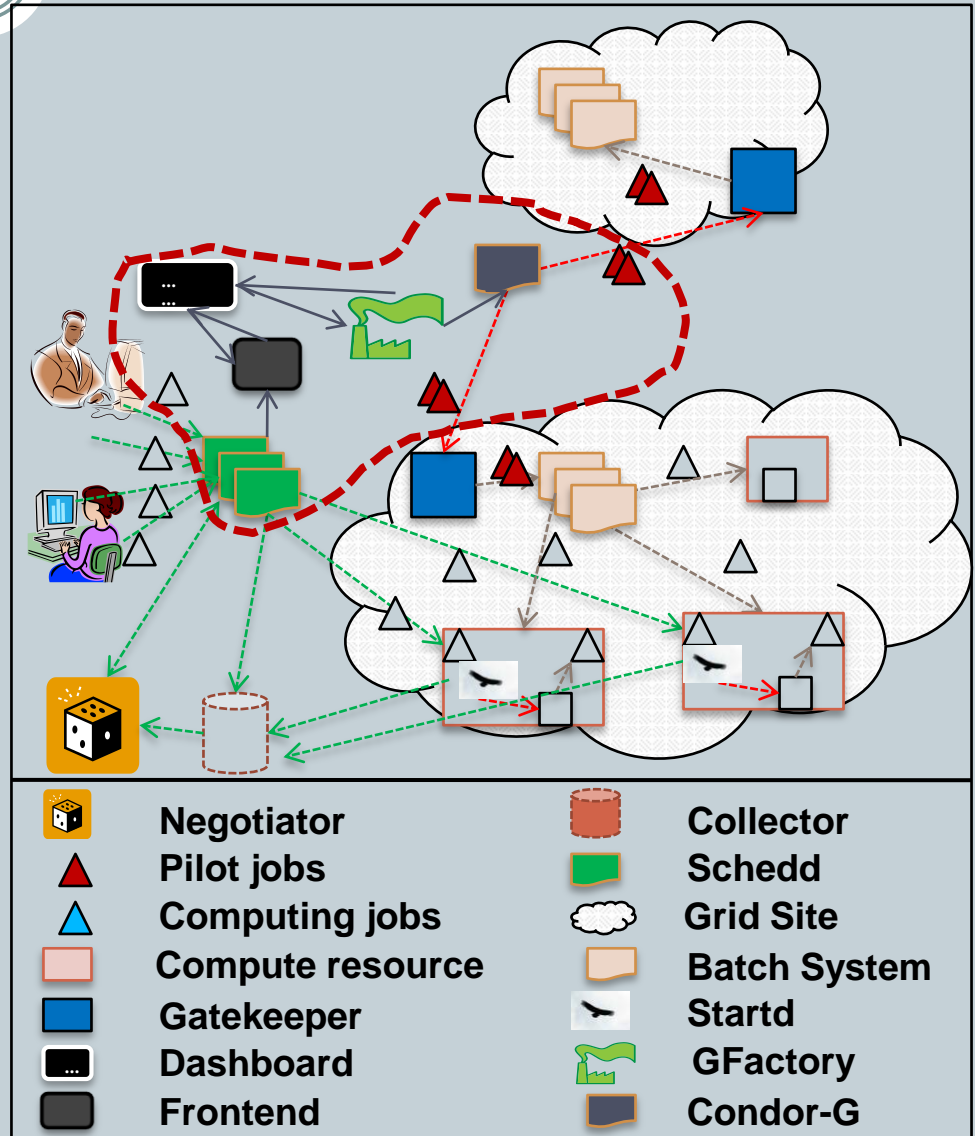 ...
...
Negotiator
Collector
Pilot jobs
Schedd
Computing jobs
Grid Site
Compute resource
Batch System
Gatekeeper
Startd
...
Dashboard
GFactory
Frontend
Condor-G